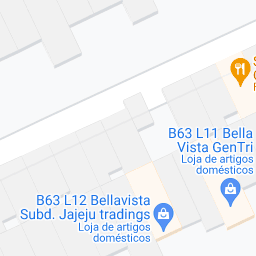 B63 L11 Bella
Vista GenTri
Loja de artigos
domésticos
B63 L12 Bellavista
Subd. Jajeju tradings
Loja de artigos
domésticos